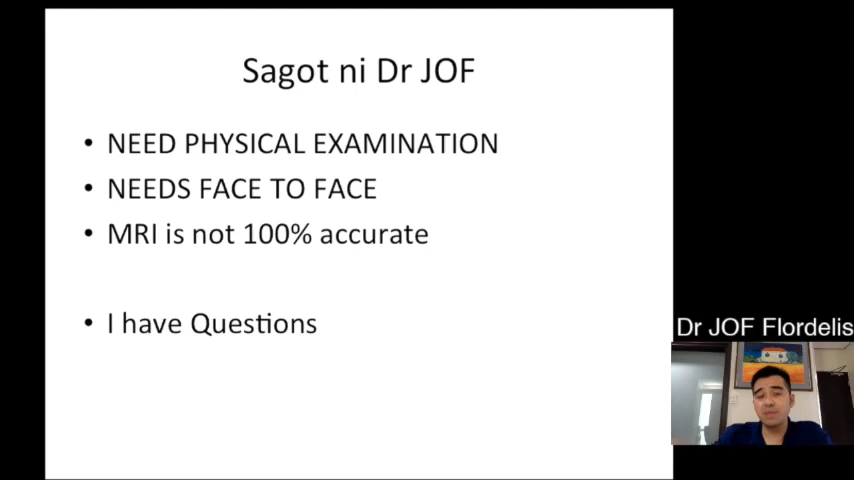 Sagot ni Dr JOF
• NEED PHYSICAL EXAMINATION
• NEEDS FACE TO FACE
• MRI is not 100% accurate
• I have Questions
Dr JOF Flordelis